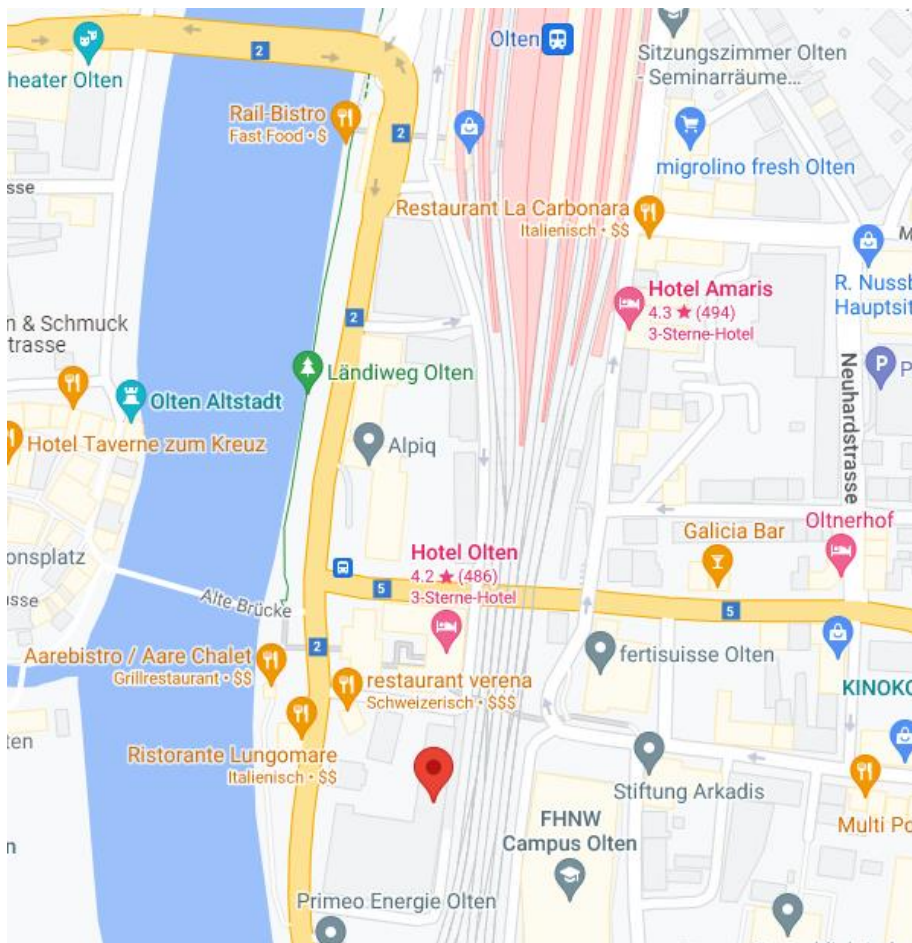 2
Olten
Sitzungszimmer Olten
- Seminarräume...
heater Olten
Rail-Bistro
Fast Food • $
2
migrolino fresh Olten
sse
Restaurant La Carbonara
Italienisch • $$
M
Hotel Amaris
4.3 ★ (494)
3-Sterne-Hotel
R. Nussb
Hauptsit
n & Schmuck
trasse
2
P
P
Ländiweg Olten
Neuhardstrasse
Olten Altstadt
Hotel Taverne zum Kreuz
Alpiq
Galicia Bar
Oltnerhof
onsplatz
Hotel Olten
4.2 ★ (486)
3-Sterne-Hotel
5
5
sse
Alte Brücke
2
Aarebistro / Aare Chalet
Grillrestaurant • $$
fertisuisse Olten
restaurant verena
Schweizerisch • $$$
KINOKO
ten
Ristorante Lungomare
Italienisch • $$
Stiftung Arkadis
FHNW
Campus Olten
Multi Po
n
Primeo Energie Olten